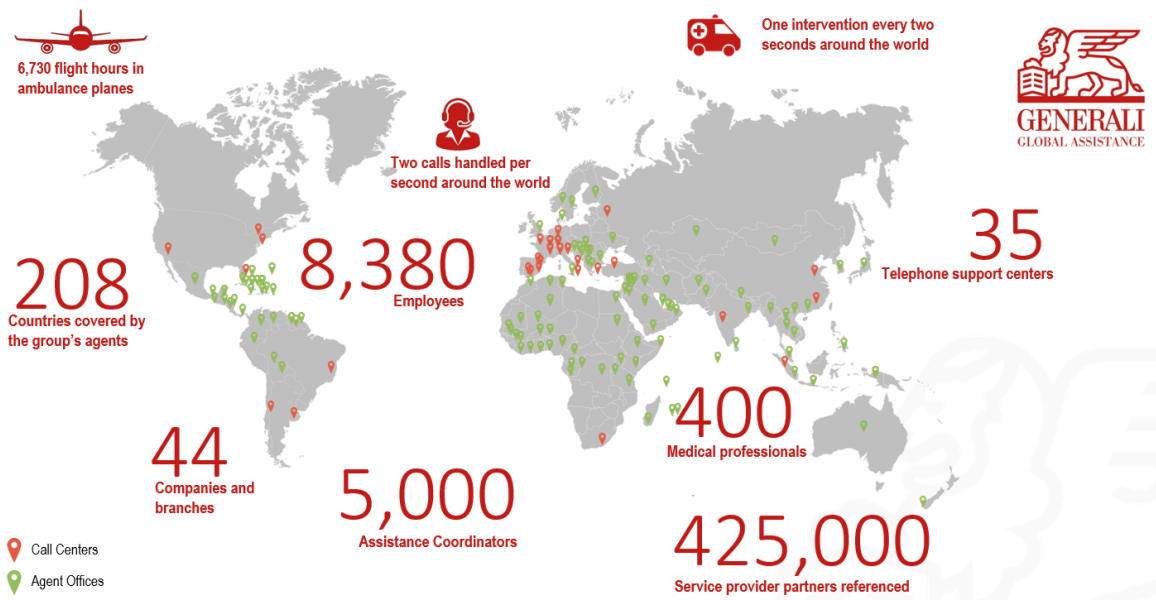 6,730 flight hours in
ambulance planes
One intervention every two
seconds around the world
GENERALI
GLOBAL ASSISTANCE
Two calls handled per
second around the world
208
Countries covered by
the group's agents
8,380
Employees
35
Telephone support centers
44
Companies and
branches
5,000
Assistance Coordinators
400
Medical professionals
425,000
Service provider partners referenced
Call Centers
Agent Offices